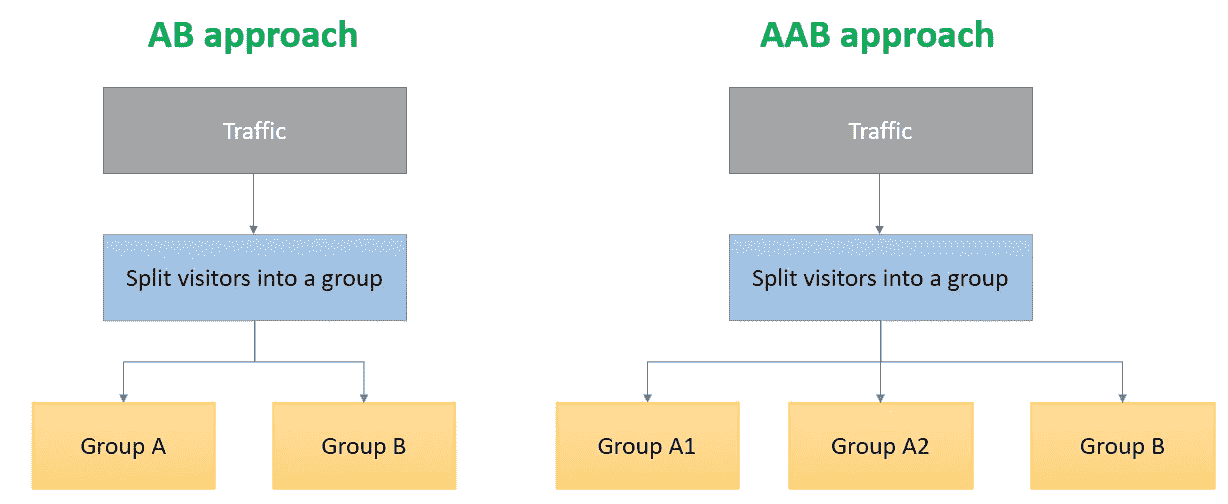 AB approach
Traffic
Split visitors into a group
Group A
Group B
AAB approach
Traffic
Split visitors into a group
Group A1
Group A2
Group B